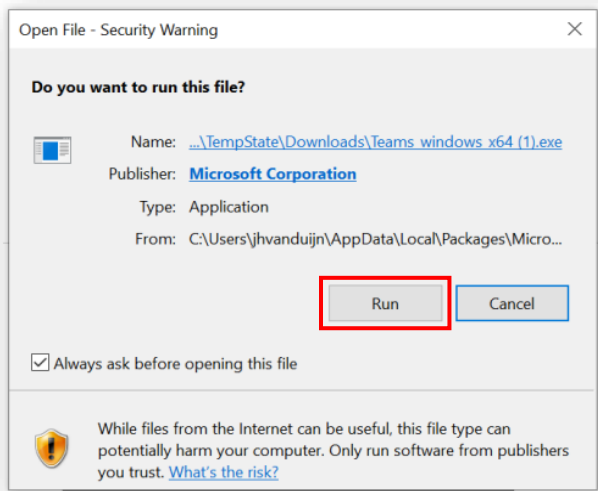 Open File - Security Warning
Do you want to run this file?
Name: ...\TempState\Downloads\Teams_windows_x64 (1).exe
Publisher: Microsoft Corporation
Type: Application
From: C:\Users\jhvanduijn\AppData\Local\Packages\Micro...
Run Cancel
Always ask before opening this file
While files from the Internet can be useful, this file type can
potentially harm your computer. Only run software from publishers
you trust. What's the risk?